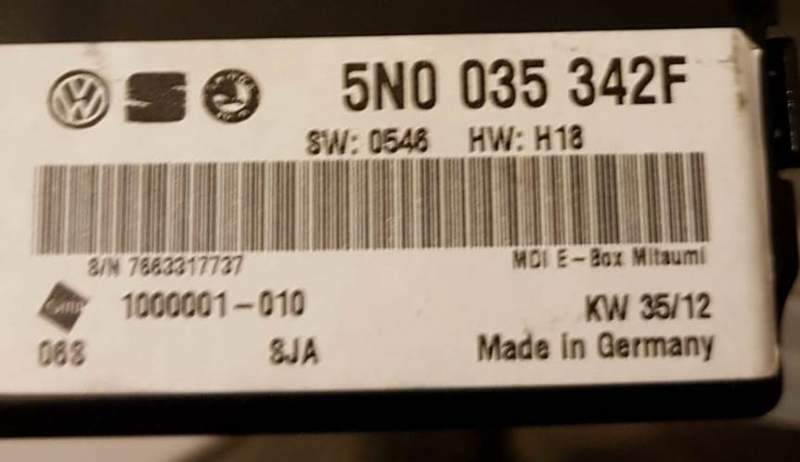 5N0 035 342F
SW: 0546 HW: H18
S/N 7663317737
MDI E-Box Mitsumi
1000001-010
KW 35/12
068 8JA
Made in Germany